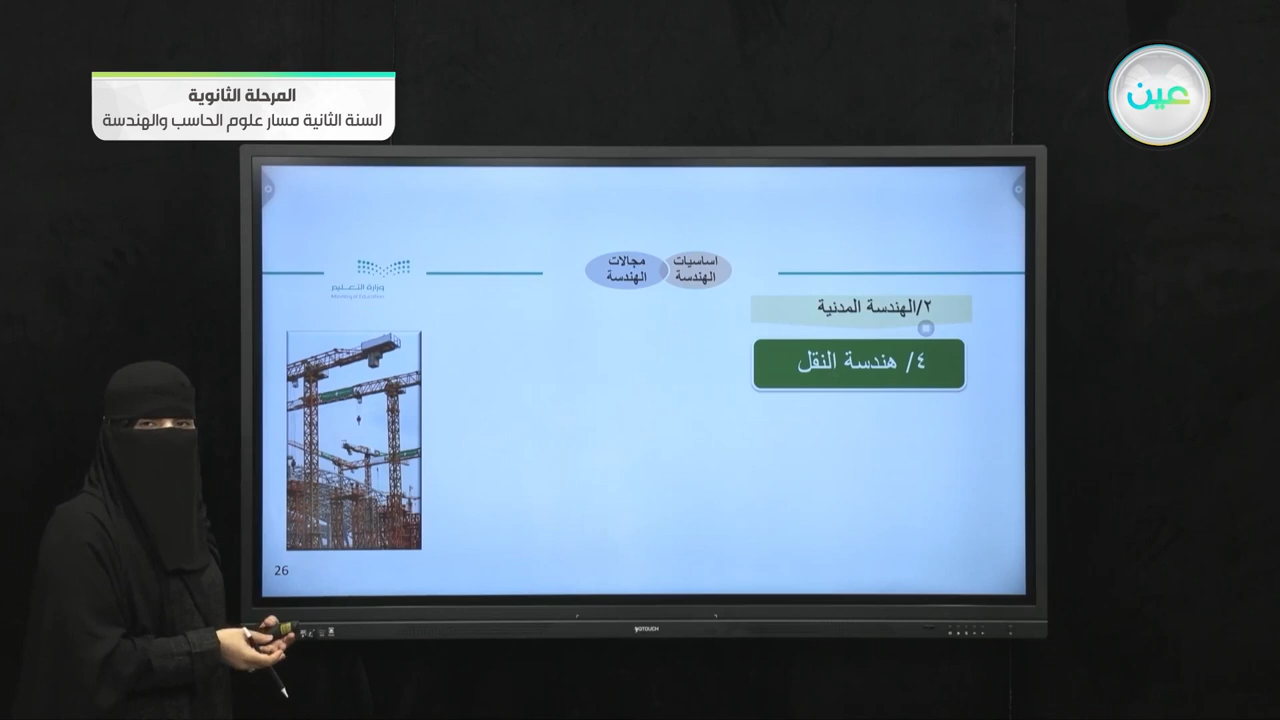 المرحلة الثانوية
السنة الثانية مسار علوم الحاسب والهندسة
عين
اساسيات الهندسة
مجالات الهندسة
وزارة التعليم
Ministry of Education
٢/الهندسة المدنية
٤/ هندسة النقل
26